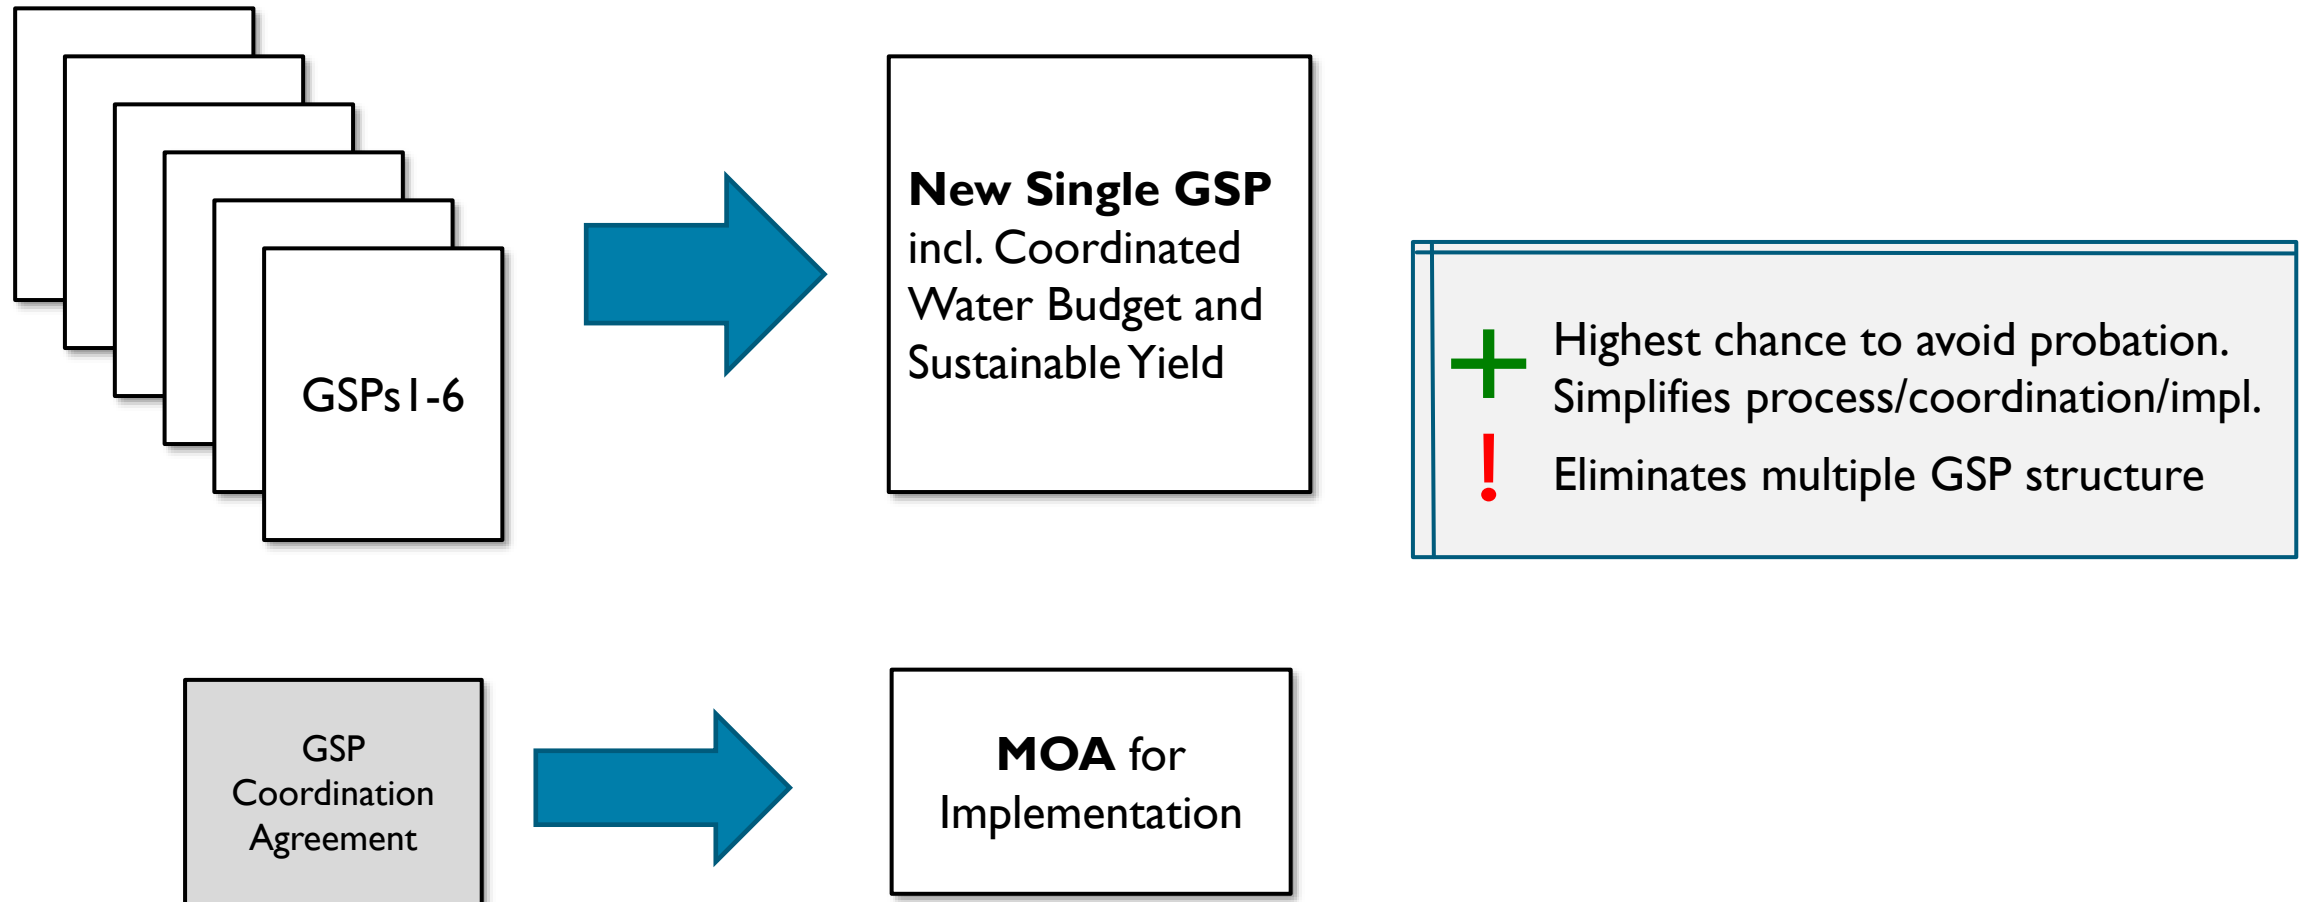 GSPs1-6
New Single GSP
incl. Coordinated
Water Budget and
Sustainable Yield
+ Highest chance to avoid probation.
Simplifies process/coordination/impl.
! Eliminates multiple GSP structure
GSP
Coordination
Agreement
MOA for
Implementation